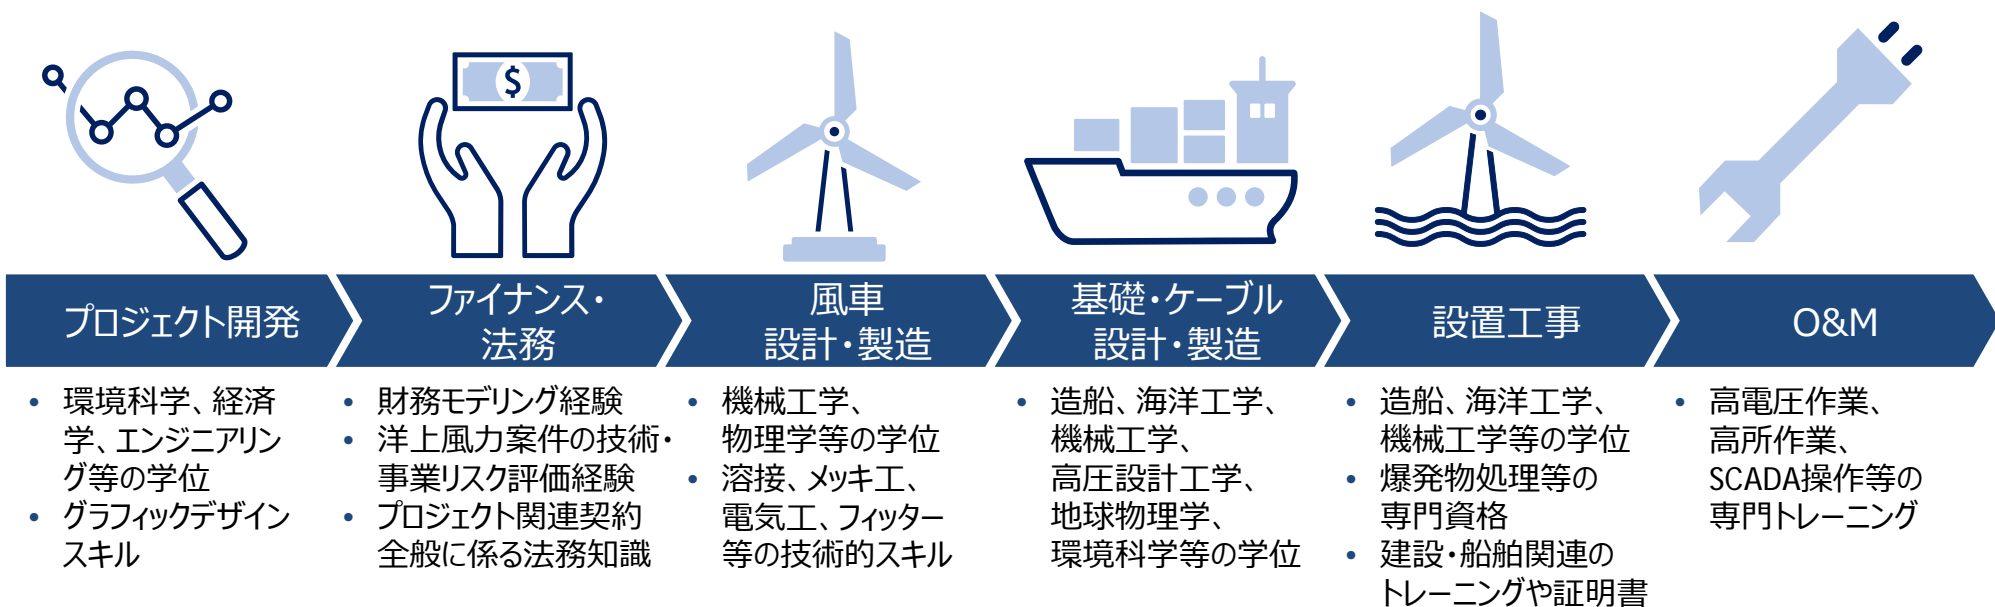 $
プロジェクト開発
ファイナンス・
法務
風車
設計・製造
基礎・ケーブル
設計・製造
設置工事
O&M
• 環境科学、経済
学、エンジニアリン
グ等の学位
• グラフィックデザイン
スキル
• 財務モデリング経験
• 洋上風力案件の技術・
事業リスク評価経験
• プロジェクト関連契約
全般に係る法務知識
• 機械工学、
物理学等の学位
• 溶接、メッキ工、
電気工、フィッター
等の技術的スキル
• 造船、海洋工学、
機械工学、
高圧設計工学、
地球物理学、
環境科学等の学位
• 造船、海洋工学、
機械工学等の学位
• 爆発物処理等の
専門資格
• 建設・船舶関連の
トレーニングや証明書
• 高電圧作業、
高所作業、
SCADA操作等の
専門トレーニング